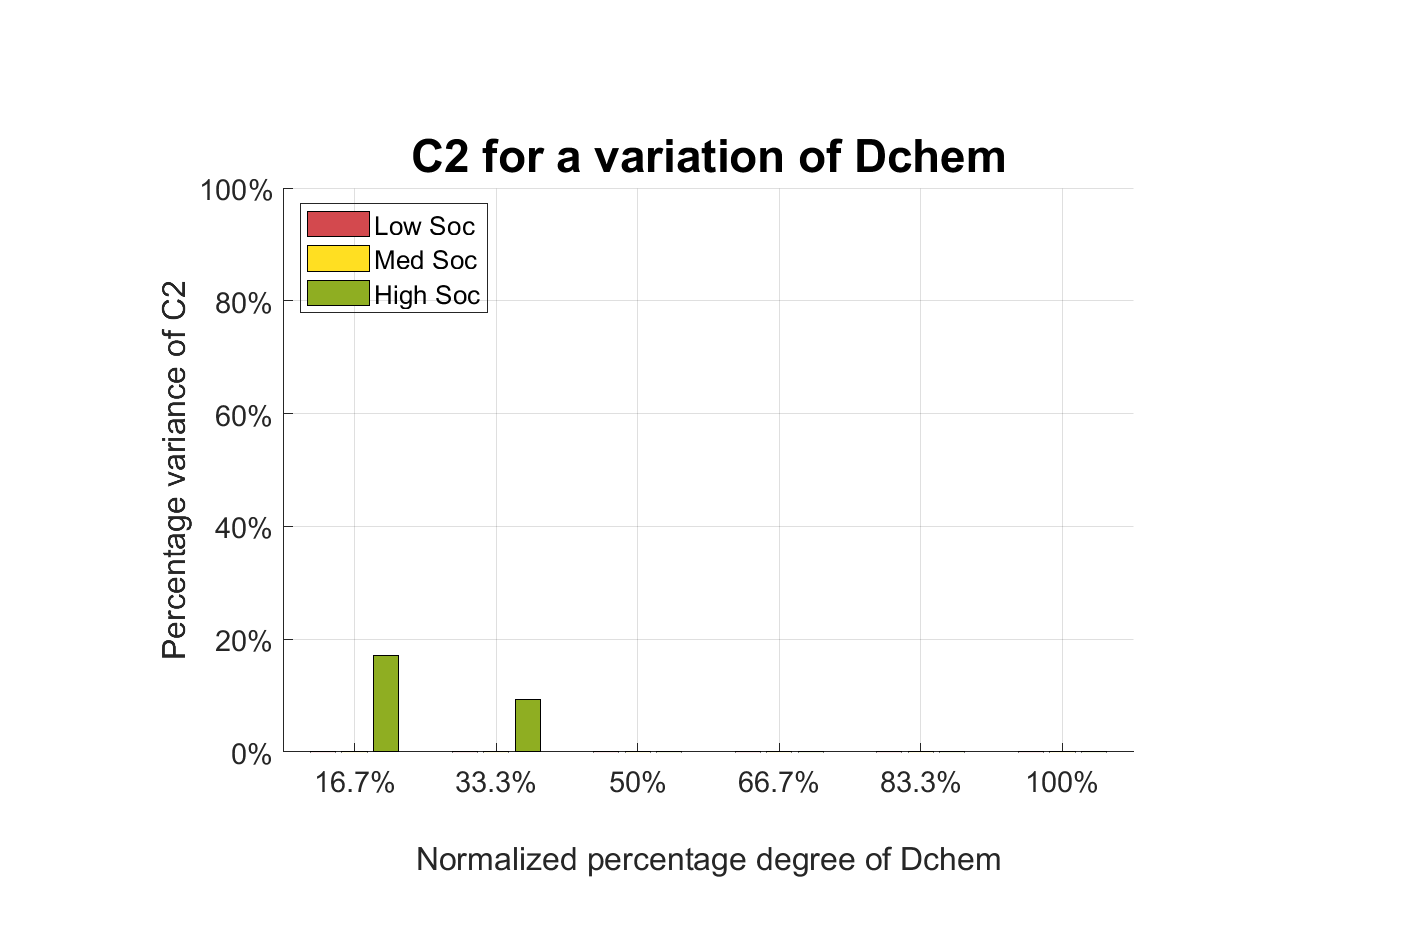 C2 for a variation of Dchem
100%
80%
60%
40%
20%
0%
Low Soc
Med Soc
High Soc
Percentage variance of C2
16.7% 33.3% 50% 66.7% 83.3% 100%
Normalized percentage degree of Dchem